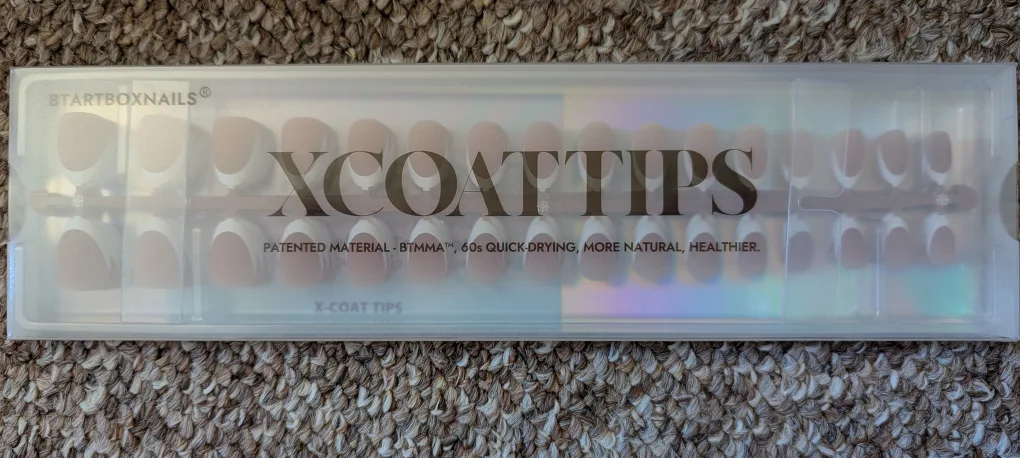 BTARTBOXNAILS®
XCOATTIPS
PATENTED MATERIAL - BTMMA™, 60s QUICK-DRYING, MORE NATURAL, HEALTHIER.
X-COAT TIPS